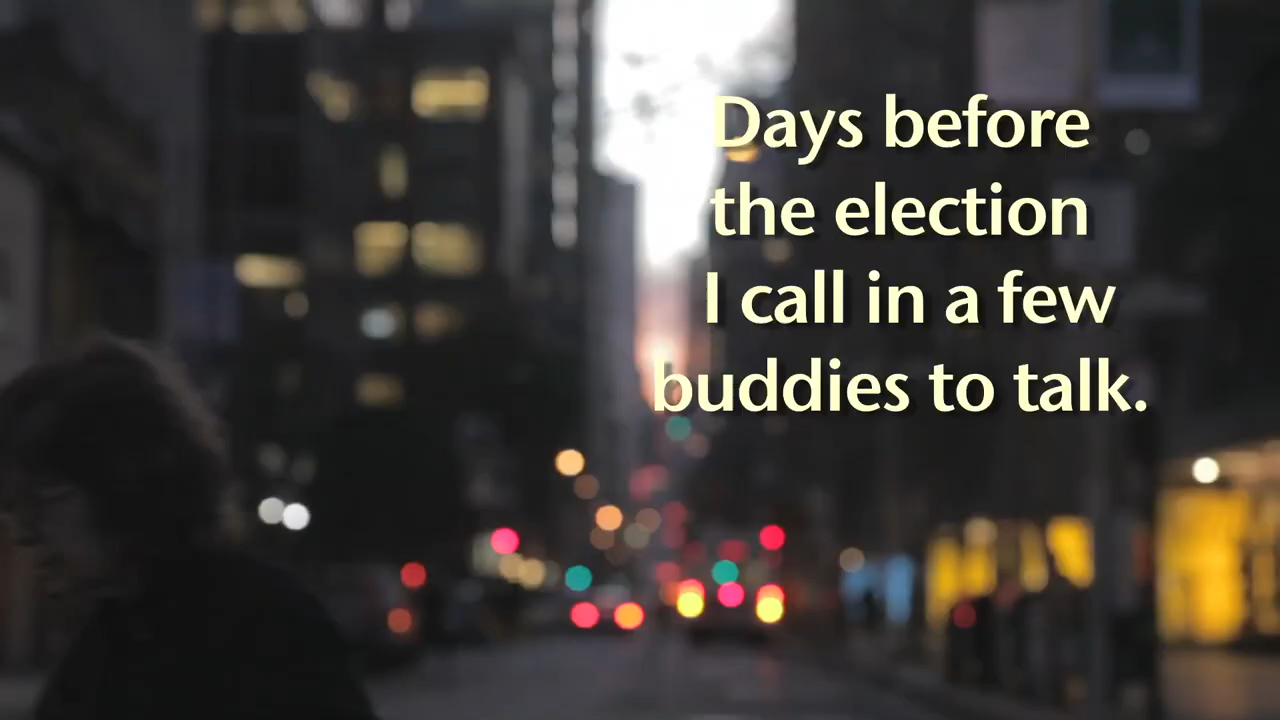 Days before
the election
I call in a few
buddies to talk.